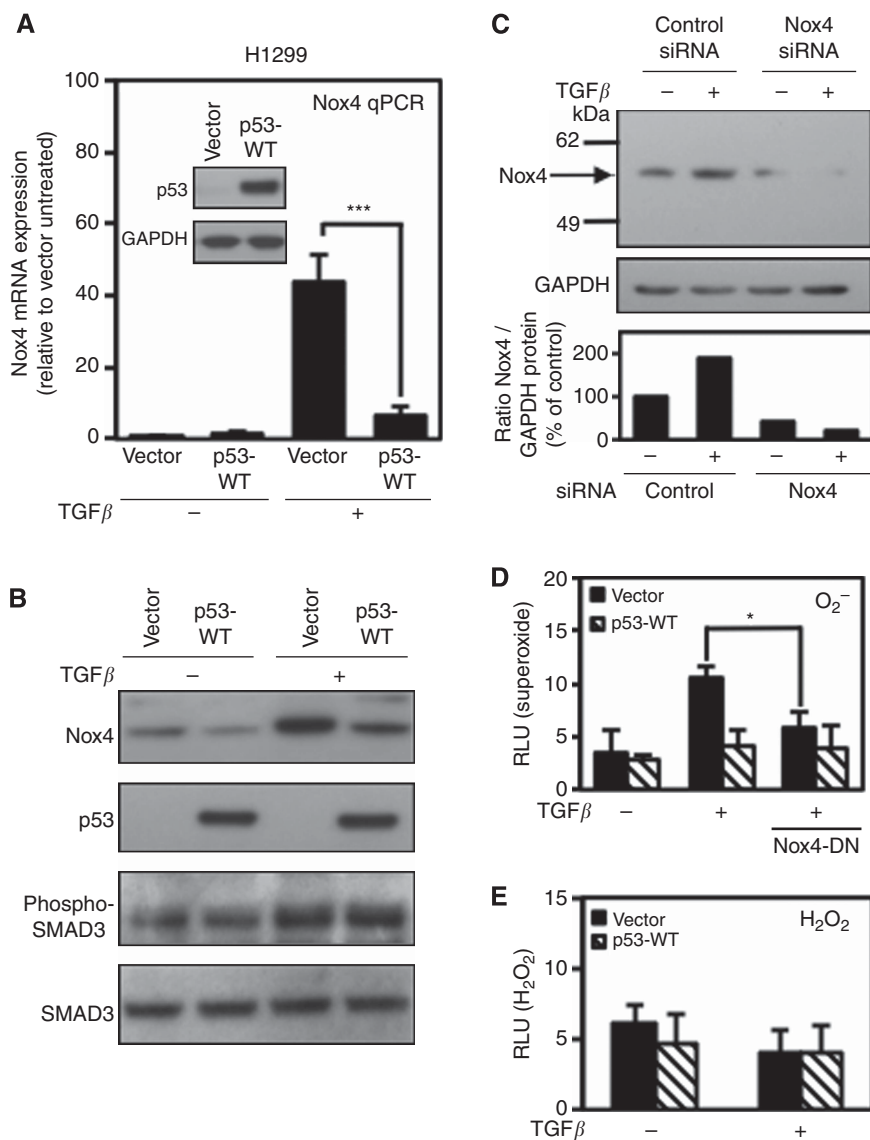 A
H1299
Nox4 qPCR
Nox4 mRNA expression
(relative to vector untreated)
100
80
60
40
20
0
Vector
p53-
WT
p53
GAPDH
***
Vector
p53-
WT
Vector
p53-
WT
TGFβ
–
+
B
Vector
p53-
WT
Vector
p53-
WT
TGFβ
–
+
Nox4
p53
Phospho-
SMAD3
SMAD3
C
Control
siRNA
Nox4
siRNA
TGFβ
– + – +
kDa
62
Nox4
49
GAPDH
Ratio Nox4 /
GAPDH protein
(% of control)
200
100
0
– + – +
siRNA Control Nox4
D
RLU (superoxide)
20
15
10
5
0
Vector
p53-WT
O₂⁻
*
TGFβ – + +
Nox4-DN
E
RLU (H₂O₂)
15
10
5
0
Vector
p53-WT
H₂O₂
TGFβ – +